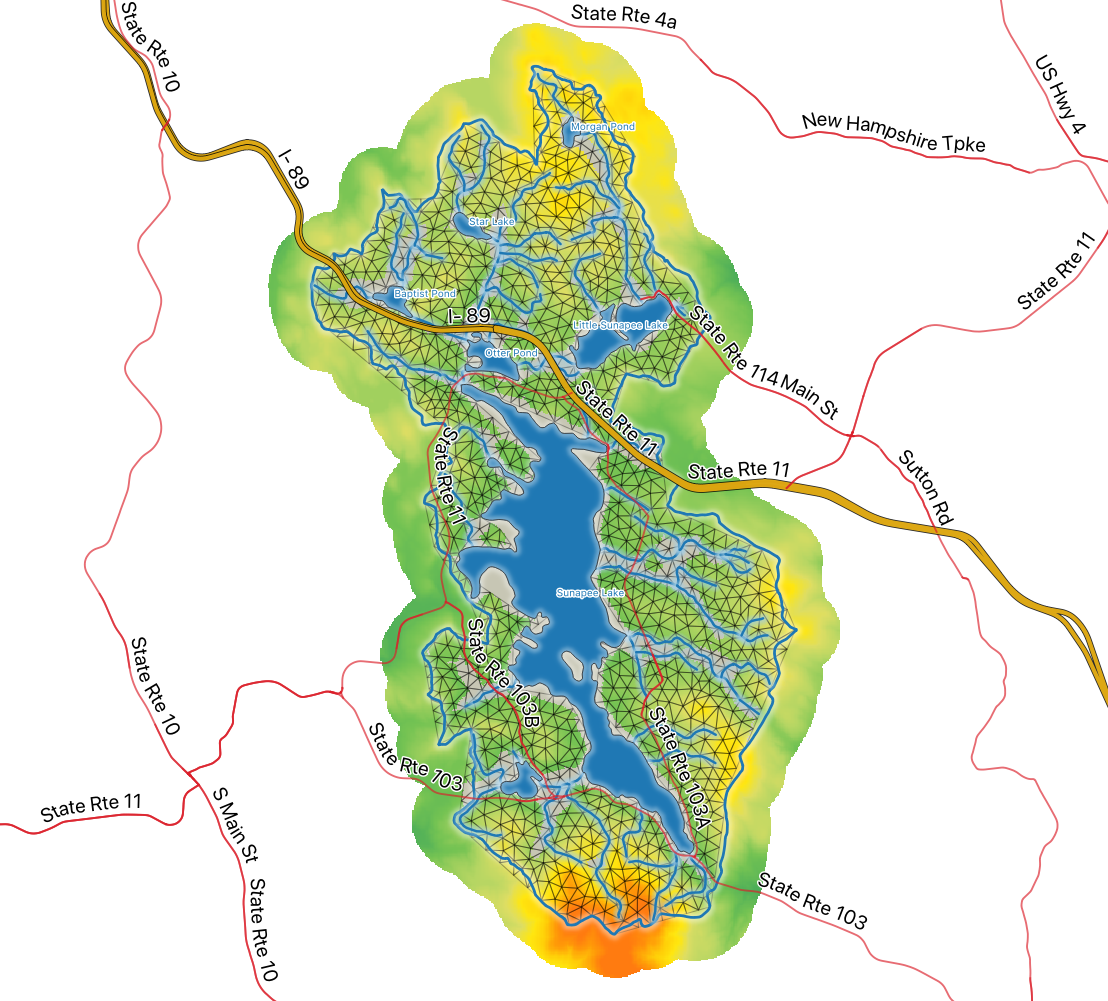 State Rte 4a
State Rte 10
US Hwy 4
New Hampshire Tpke
Morgan Pond
I- 89
Star Lake
State Rte 11
Baptist Pond
I- 89
Little Sunapee Lake
State Rte 114
Main St
Otter Pond
State Rte 11
State Rte 11
State Rte 11
Sutton Rd
Sunapee Lake
State Rte 10
State Rte 103B
State Rte 103
State Rte 103A
State Rte 11
S Main St
State Rte 10
State Rte 103